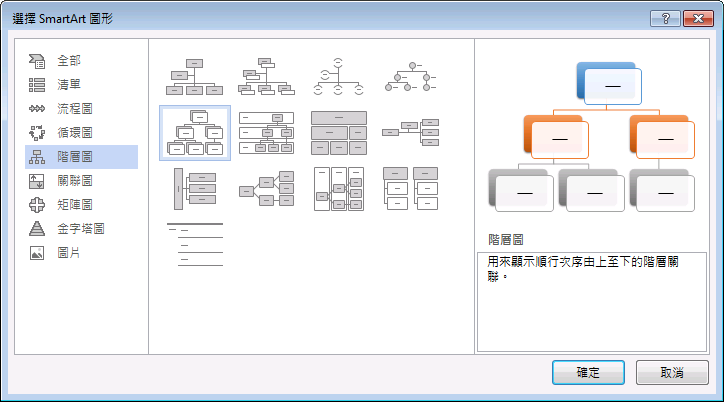 選擇 SmartArt 圖形
全部
清單
流程圖
循環圖
階層圖
關聯圖
矩陣圖
金字塔圖
圖片
階層圖
用來顯示順行次序由上至下的階層關
聯。
確定
取消